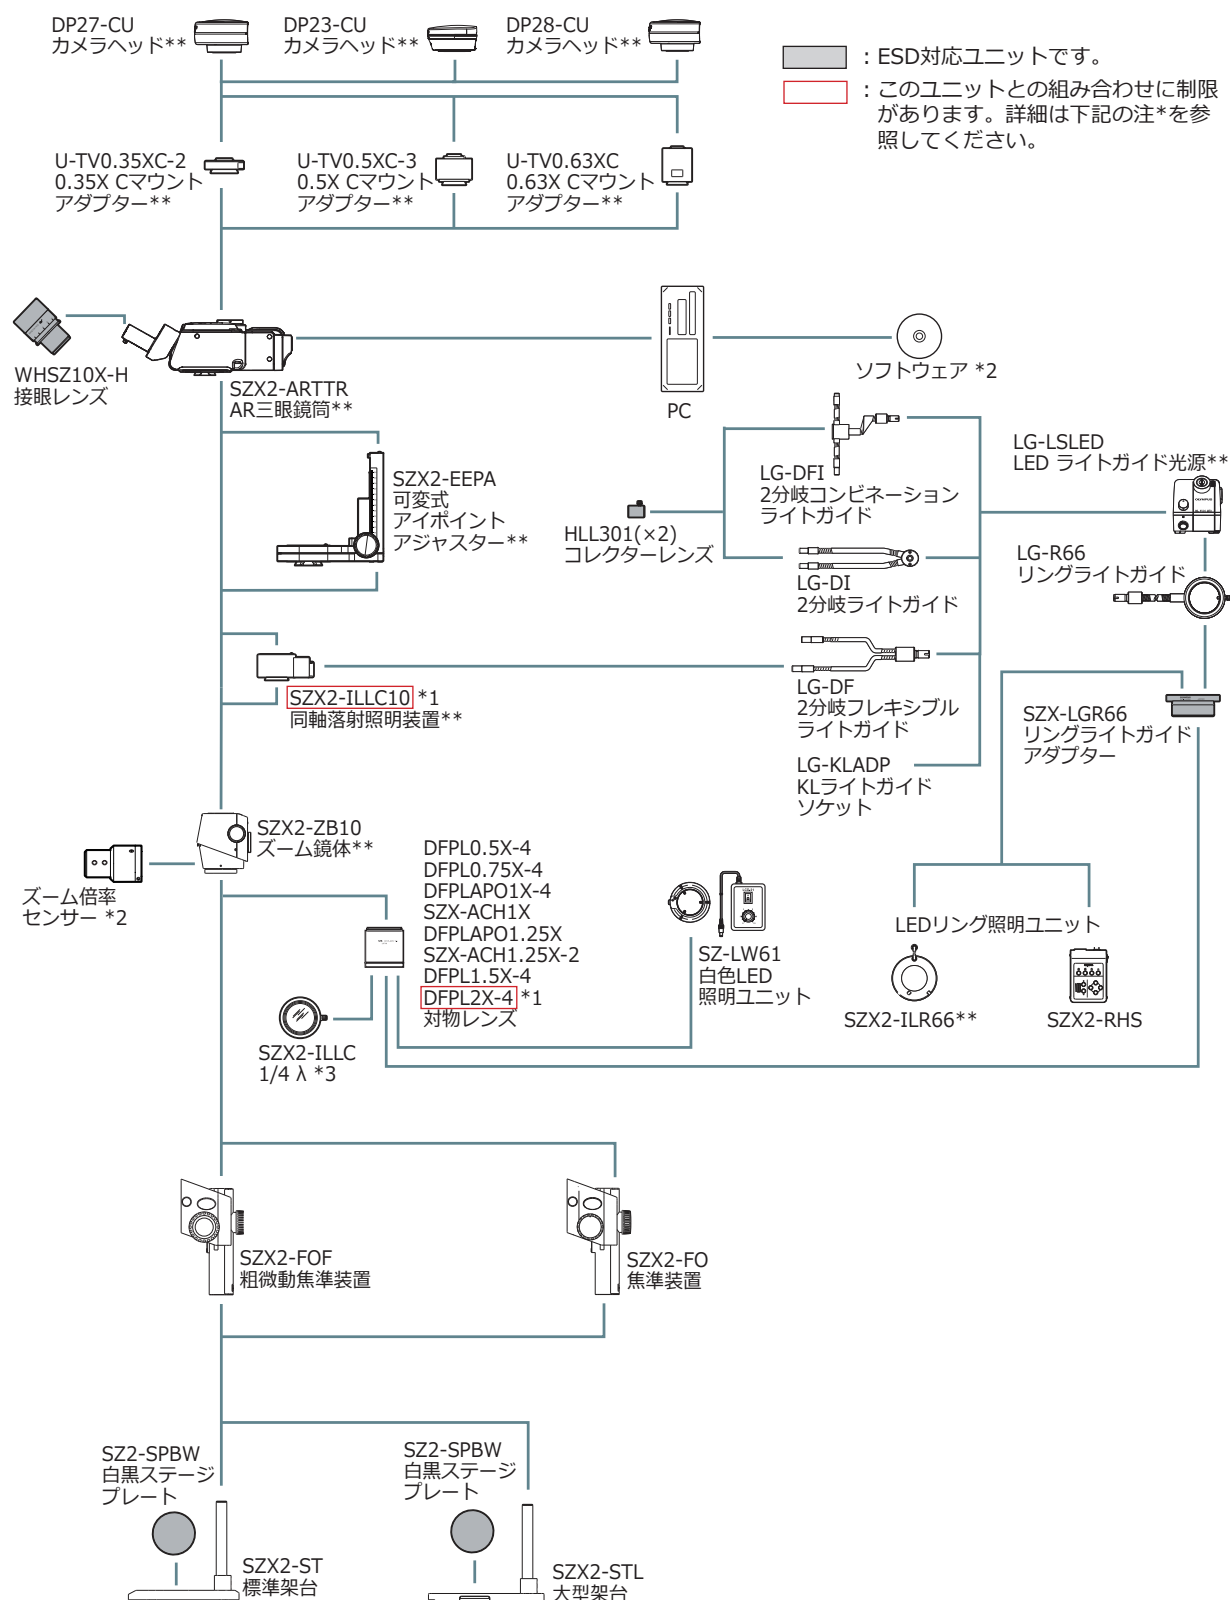 DP27-CU
カメラヘッド**
DP23-CU
カメラヘッド**
DP28-CU
カメラヘッド**
：ESD対応ユニットです。
：このユニットとの組み合わせに制限
があります。詳細は下記の注*を参
照してください。
U-TV0.35XC-2
0.35X Cマウント
アダプター**
U-TV0.5XC-3
0.5X Cマウント
アダプター**
U-TV0.63XC
0.63X Cマウント
アダプター**
WHSZ10X-H
接眼レンズ
SZX2-ARTTR
AR三眼鏡筒**
PC
ソフトウェア *2
SZX2-EEPA
可変式
アイポイント
アジャスター**
HLL301(×2)
コレクターレンズ
LG-DFI
2分岐コンビネーション
ライトガイド
LG-DI
2分岐ライトガイド
LG-LSLED
LED ライトガイド光源**
OLYMPUS
LG-R66
リングライトガイド
SZX2-ILLC10 *1
同軸落射照明装置**
LG-DF
2分岐フレキシブル
ライトガイド
LG-KLADP
KLライトガイド
ソケット
SZX-LGR66
リングライトガイド
アダプター
SZX2-ZB10
ズーム鏡体**
ズーム倍率
センサー *2
DFPL0.5X-4
DFPL0.75X-4
DFPLAPO1X-4
SZX-ACH1X
DFPLAPO1.25X
SZX-ACH1.25X-2
DFPL1.5X-4
DFPL2X-4 *1
対物レンズ
SZ-LW61
白色LED
照明ユニット
LEDリング照明ユニット
SZX2-ILR66**
SZX2-RHS
SZX2-ILLC
1/4 λ *3
SZX2-FOF
粗微動焦準装置
SZX2-FO
焦準装置
SZ2-SPBW
白黒ステージ
プレート
SZX2-ST
標準架台
SZ2-SPBW
白黒ステージ
プレート
SZX2-STL
大型架台